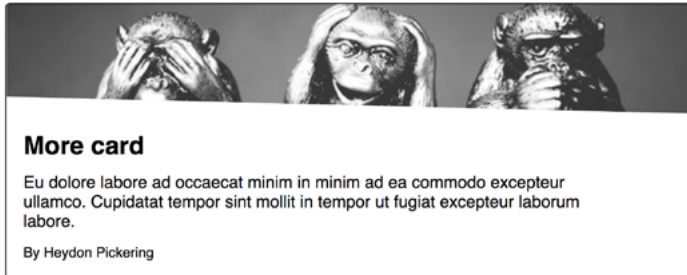 More card
Eu dolore labore ad occaecat minim in minim ad ea commodo excepteur
ullamco. Cupidatat tempor sint mollit in tempor ut fugiat excepteur laborum
labore.
By Heydon Pickering